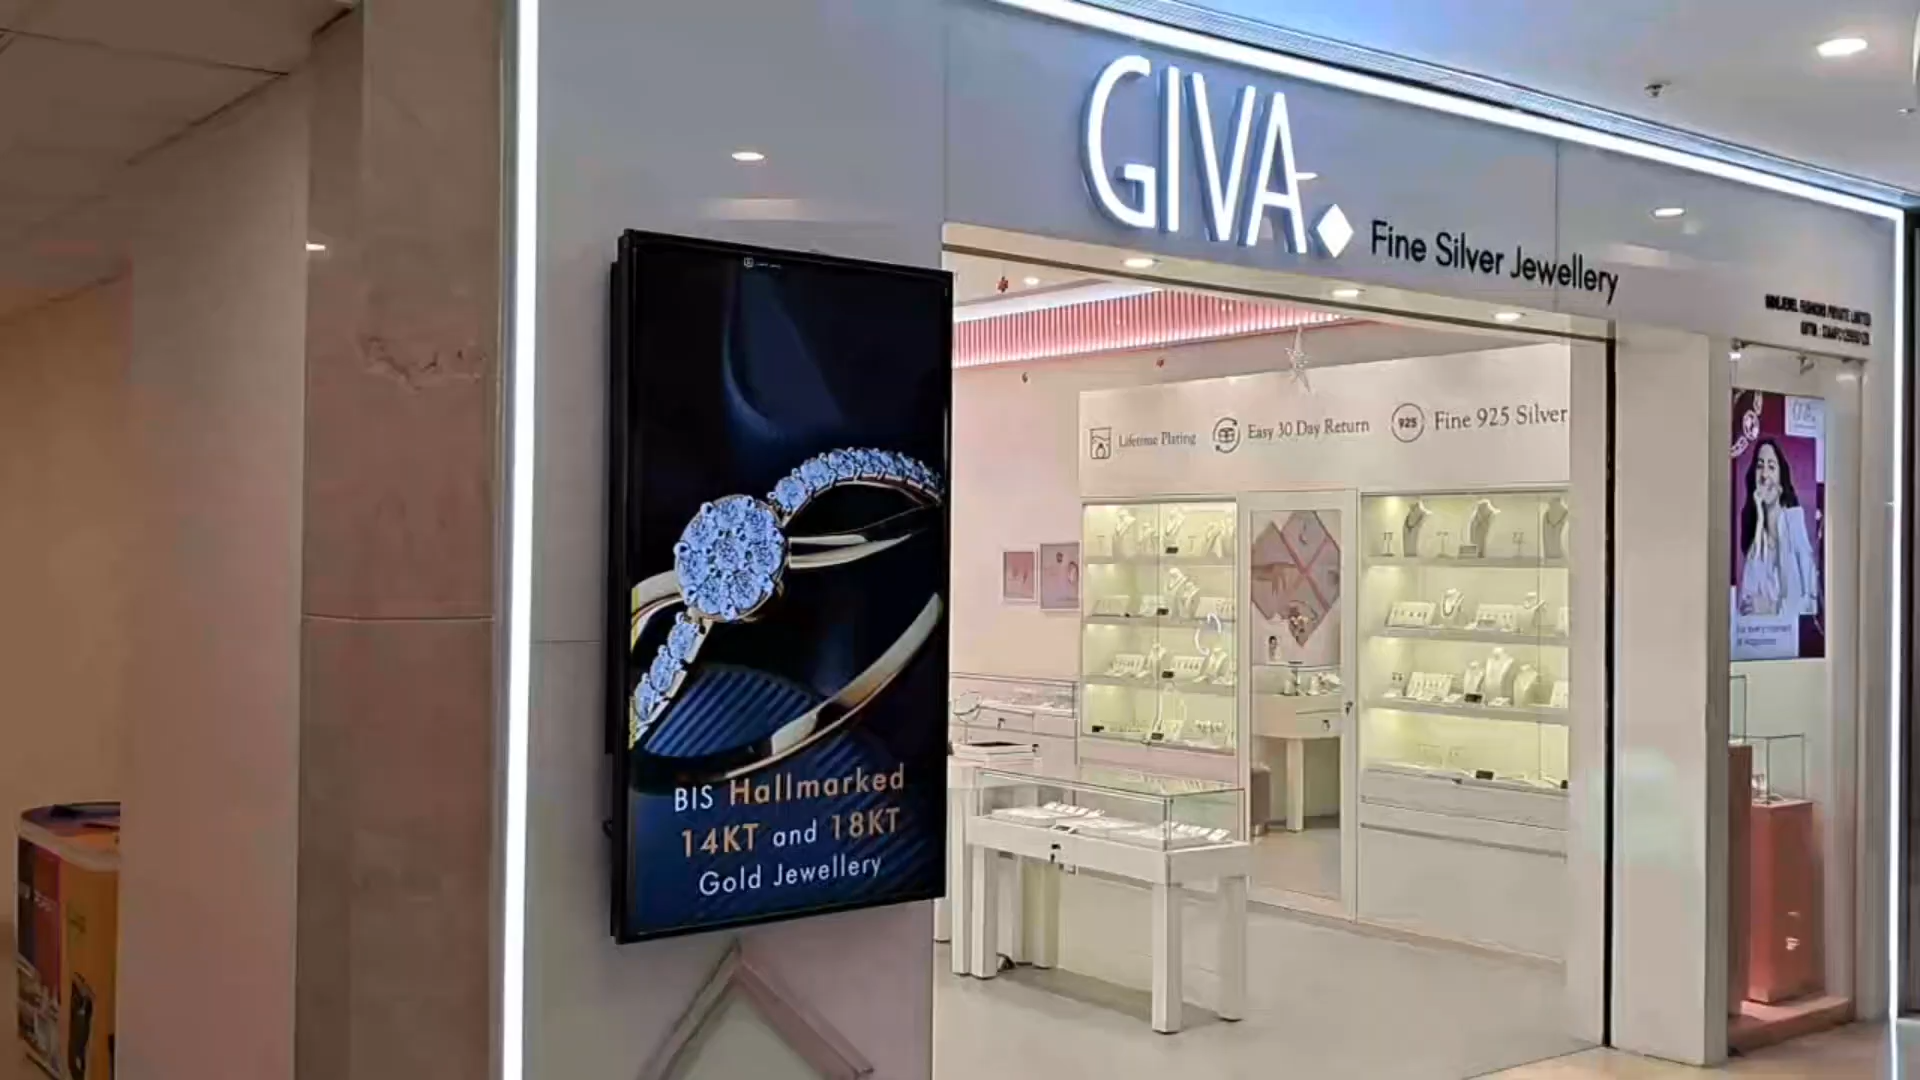 GIVA
Fine Silver Jewellery
Lifetime Plating
Easy 30 Day Return
925
Fine 925 Silver
BIS Hallmarked
14KT and 18KT
Gold Jewellery